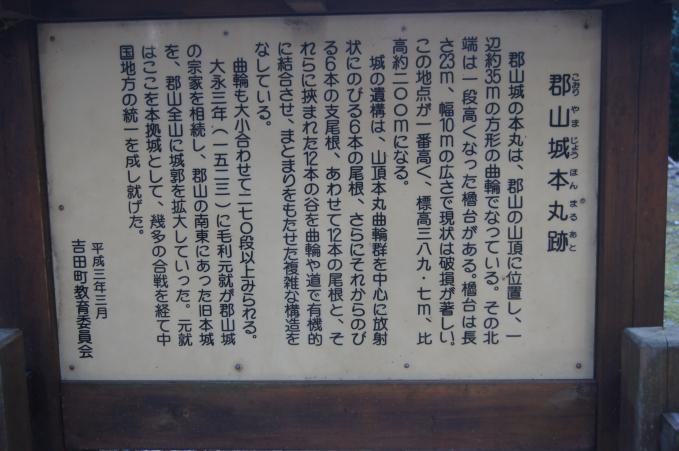 郡山城本丸跡
こおりやまじょうほんまるあと
郡山城の本丸は、郡山の山頂に位置し、一
辺約35mの方形の曲輪でなっている。その北
端は一段高くなった櫓台がある。櫓台は長
さ23m、幅10mの広さで現状は破損が著しい。
この地点が一番高く、標高三八九・七m、比
高約二〇〇mになる。
城の遺構は、山頂本丸曲輪群を中心に放射
状にのびる6本の尾根、さらにそれからのび
る6本の支尾根、あわせて12本の尾根と、そ
れらに挟まれた12本の谷を曲輪や道で有機的
に結合させ、まとまりをもたせた複雑な構造を
なしている。
曲輪も大小合わせて二七〇段以上みられる。
大永三年（一五二三）に毛利元就が郡山城
の宗家を相続し、郡山の南東にあった旧本城
を、郡山全山に城郭を拡大していった。元就
はここを本拠城として、幾多の合戦を経て中
国地方の統一を成し就げた。
平成三年三月
吉田町教育委員会